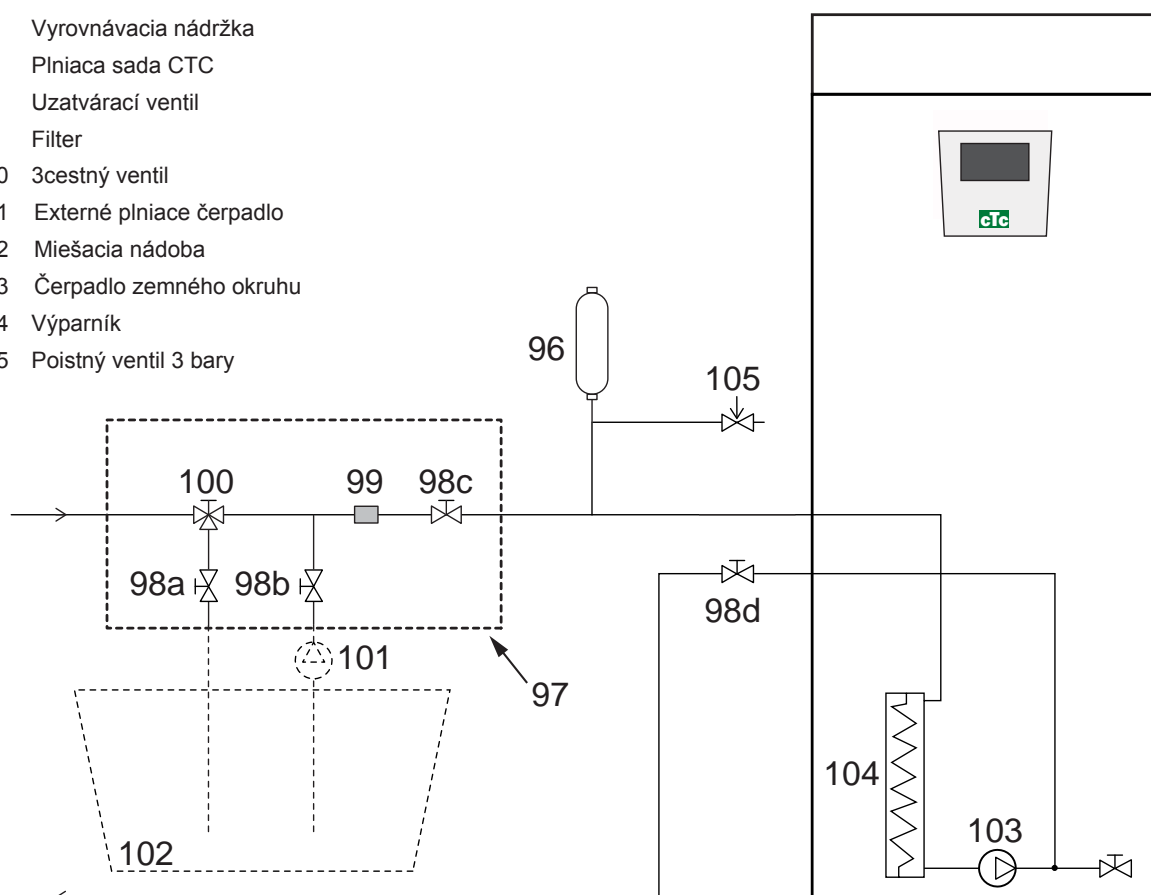 Vyrovnávacia nádržka
Plniaca sada CTC
Uzatvárací ventil
Filter
0 3cestný ventil
1 Externé plniace čerpadlo
2 Miešacia nádoba
3 Čerpadlo zemného okruhu
4 Výparník
5 Poistný ventil 3 bary
cTc
96
105
100
99
98c
98a
98b
98d
101
97
104
103
102